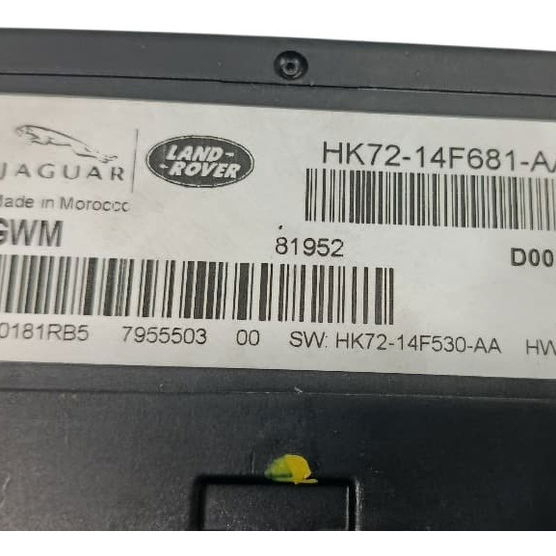 JAGUAR
LAND-
-ROVER
HK72-14F681-AA
Made in Morocco
GWM
81952
D00
0181RB5 7955503 00 SW: HK72-14F530-AA HW